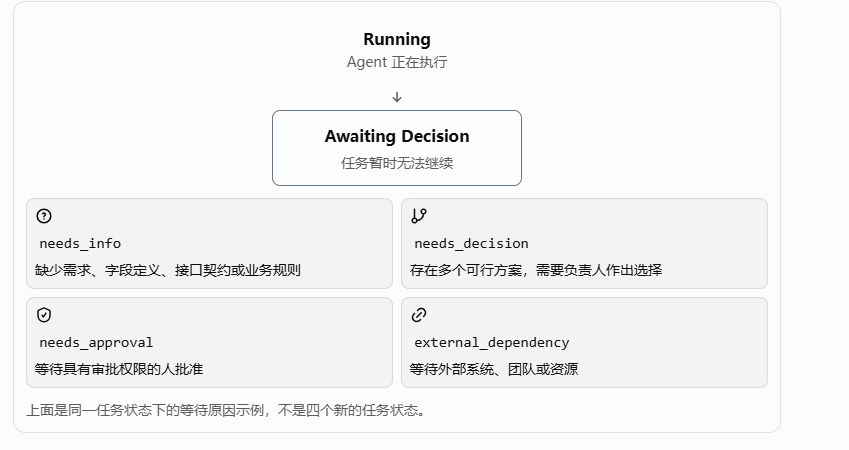 Running
Agent 正在执行
Awaiting Decision
任务暂时无法继续
needs_info
缺少需求、字段定义、接口契约或业务规则
needs_decision
存在多个可行方案，需要负责人作出选择
needs_approval
等待具有审批权限的人批准
external_dependency
等待外部系统、团队或资源
上面是同一任务状态下的等待原因示例，不是四个新的任务状态。